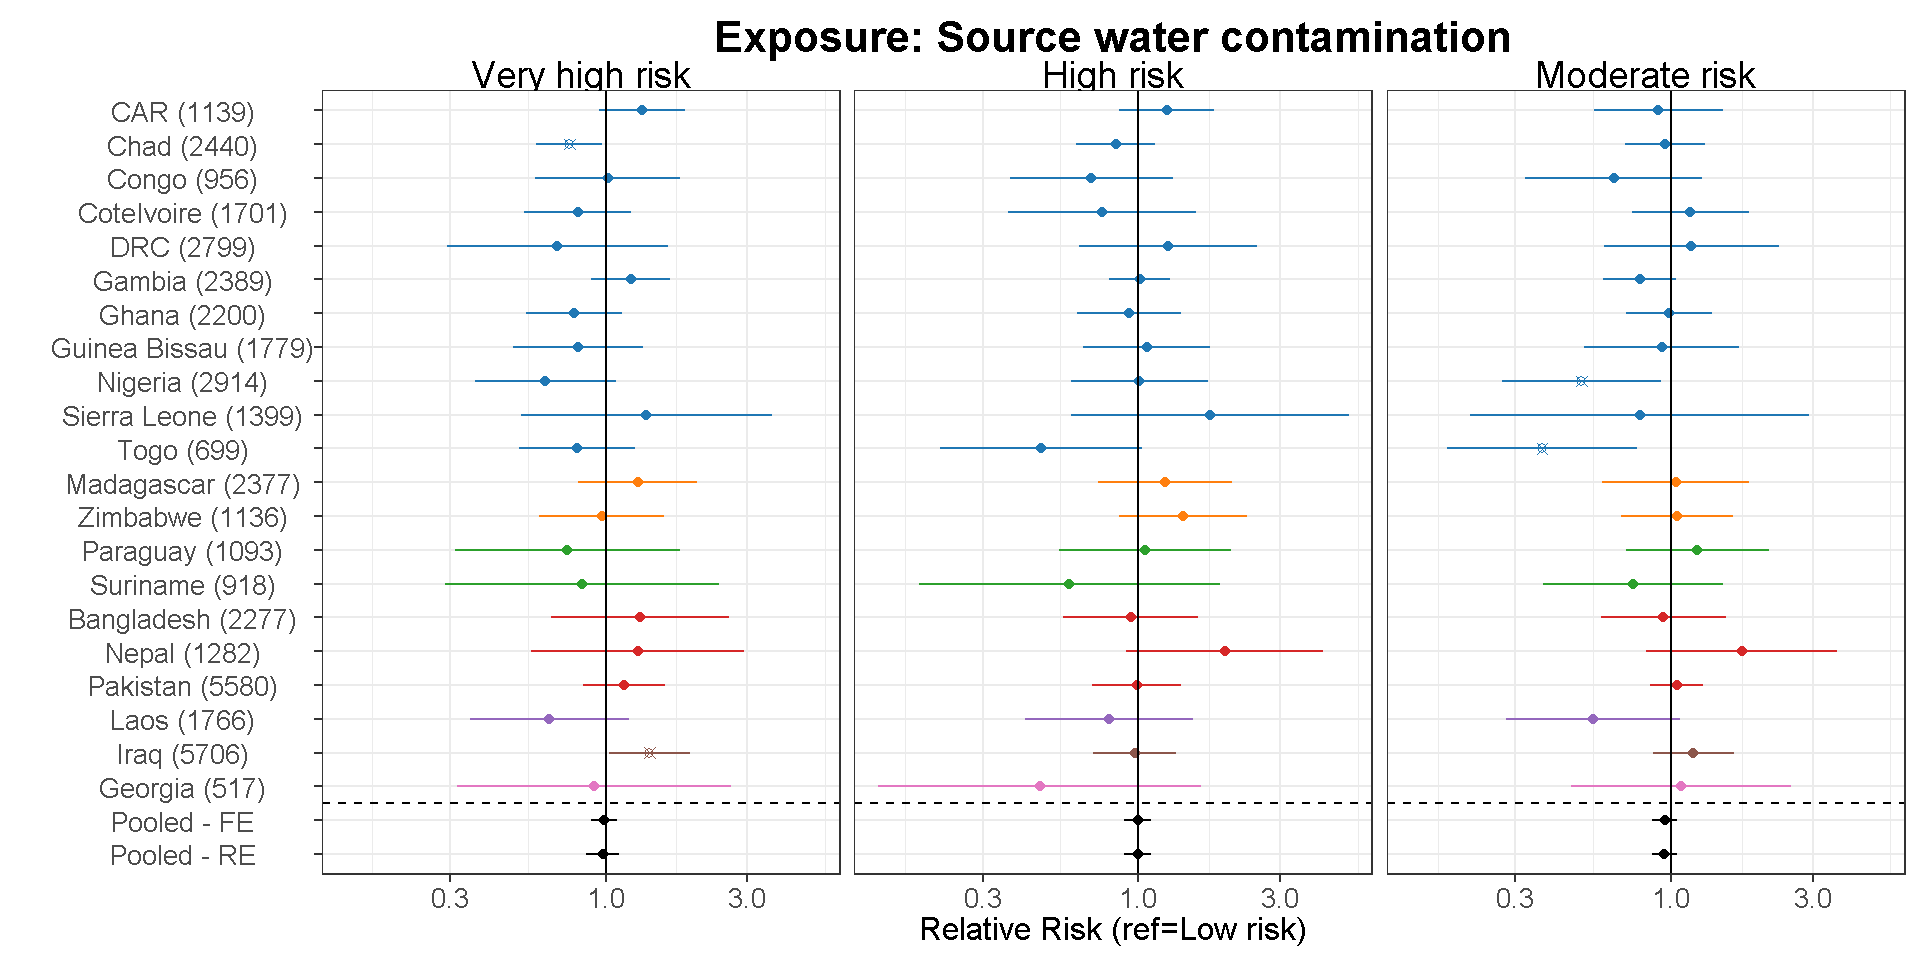 Exposure: Source water contamination
Very high risk
High risk
Moderate risk
CAR (1139)
Chad (2440)
Congo (956)
CoteIvoire (1701)
DRC (2799)
Gambia (2389)
Ghana (2200)
Guinea Bissau (1779)
Nigeria (2914)
Sierra Leone (1399)
Togo (699)
Madagascar (2377)
Zimbabwe (1136)
Paraguay (1093)
Suriname (918)
Bangladesh (2277)
Nepal (1282)
Pakistan (5580)
Laos (1766)
Iraq (5706)
Georgia (517)
Pooled - FE
Pooled - RE
0.3 1.0 3.0
0.3 1.0 3.0
0.3 1.0 3.0
Relative Risk (ref=Low risk)